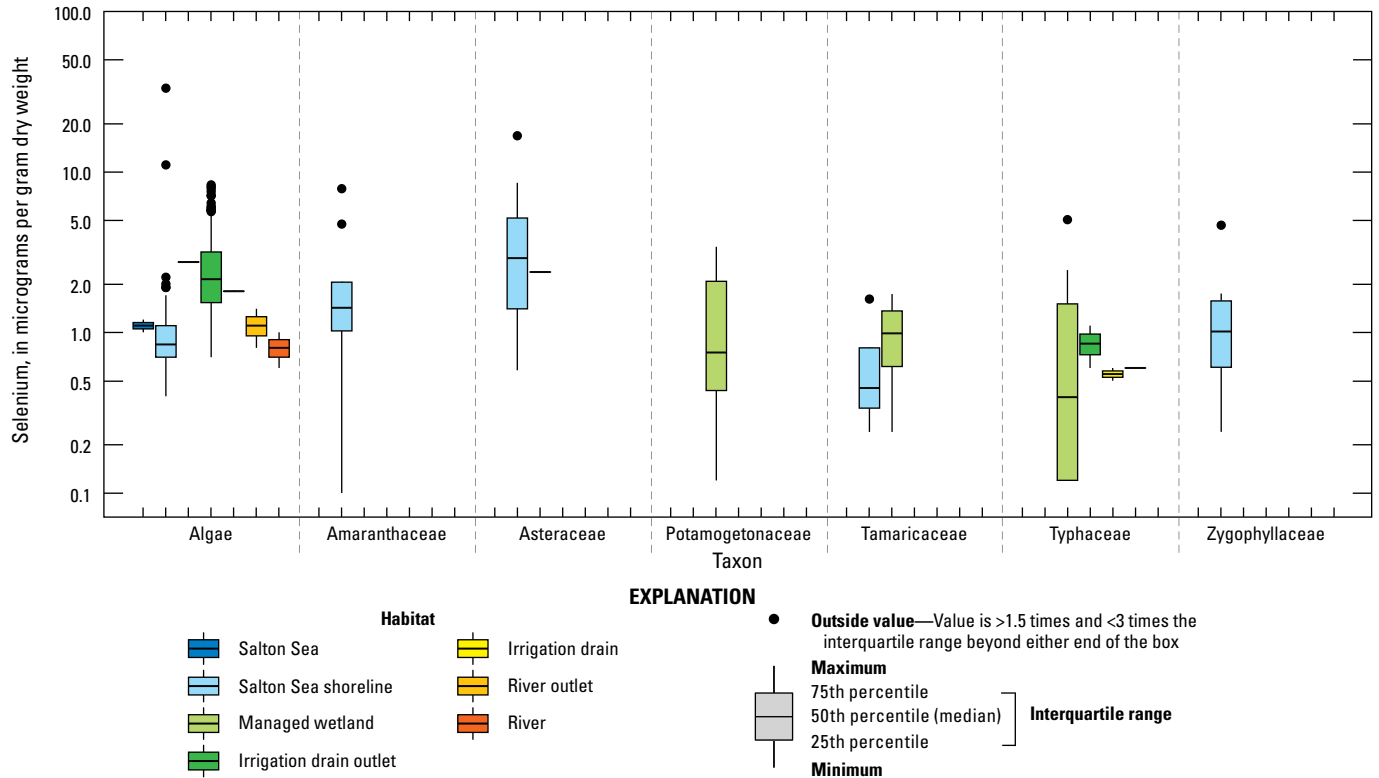 Selenium, in micrograms per gram dry weight
100.0
50.0
20.0
10.0
5.0
2.0
1.0
0.5
0.2
0.1
Algae
Amaranthaceae
Asteraceae
Potamogetonaceae
Tamaricaceae
Typhaceae
Zygophyllaceae
Taxon
EXPLANATION
Habitat
Salton Sea
Salton Sea shoreline
Managed wetland
Irrigation drain outlet
Irrigation drain
River outlet
River
Outside value—Value is >1.5 times and <3 times the
interquartile range beyond either end of the box
Maximum
75th percentile
50th percentile (median)
25th percentile
Minimum
Interquartile range